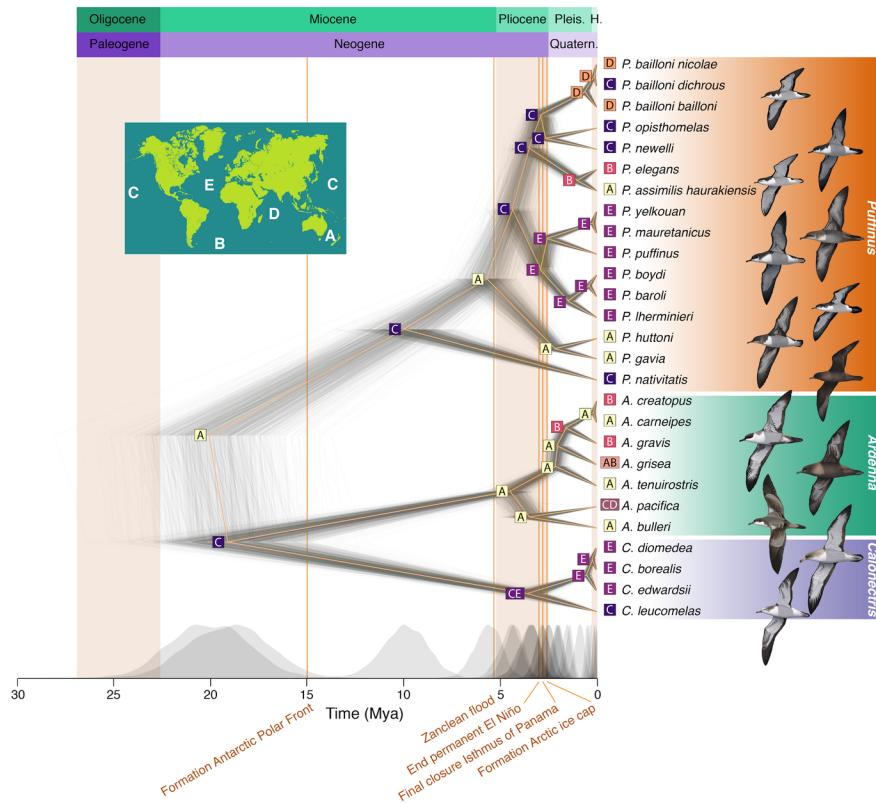 Oligocene Miocene Pliocene Pleis. H.
Paleogene Neogene Quatern.
D P. bailloni nicolae
C P. bailloni dichrous
D P. bailloni bailloni
C P. opisthomelas
C P. newelli
B P. elegans
A P. assimilis haurakiensis
E P. yelkouan
E P. mauretanicus
E P. puffinus
E P. boydi
E P. baroli
E P. lherminieri
A P. huttoni
A P. gavia
C P. nativitatis
Puffinus
B A. creatopus
A A. carneipes
B A. gravis
AB A. grisea
A A. tenuirostris
CD A. pacifica
A A. bulleri
Ardenna
E C. diomedea
E C. borealis
E C. edwardsii
C C. leucomelas
Calonectris
C E C
D
B A
D
D
C
C
C
B
C
E
E
E
E
E
A
A
C
A
A
B
A
A
A
A
C
E
E
CE
30 25 20 15 10 5 0
Time (Mya)
Formation Antarctic Polar Front
Zanclean flood
End permanent El Niño
Final closure Isthmus of Panama
Formation Arctic ice cap